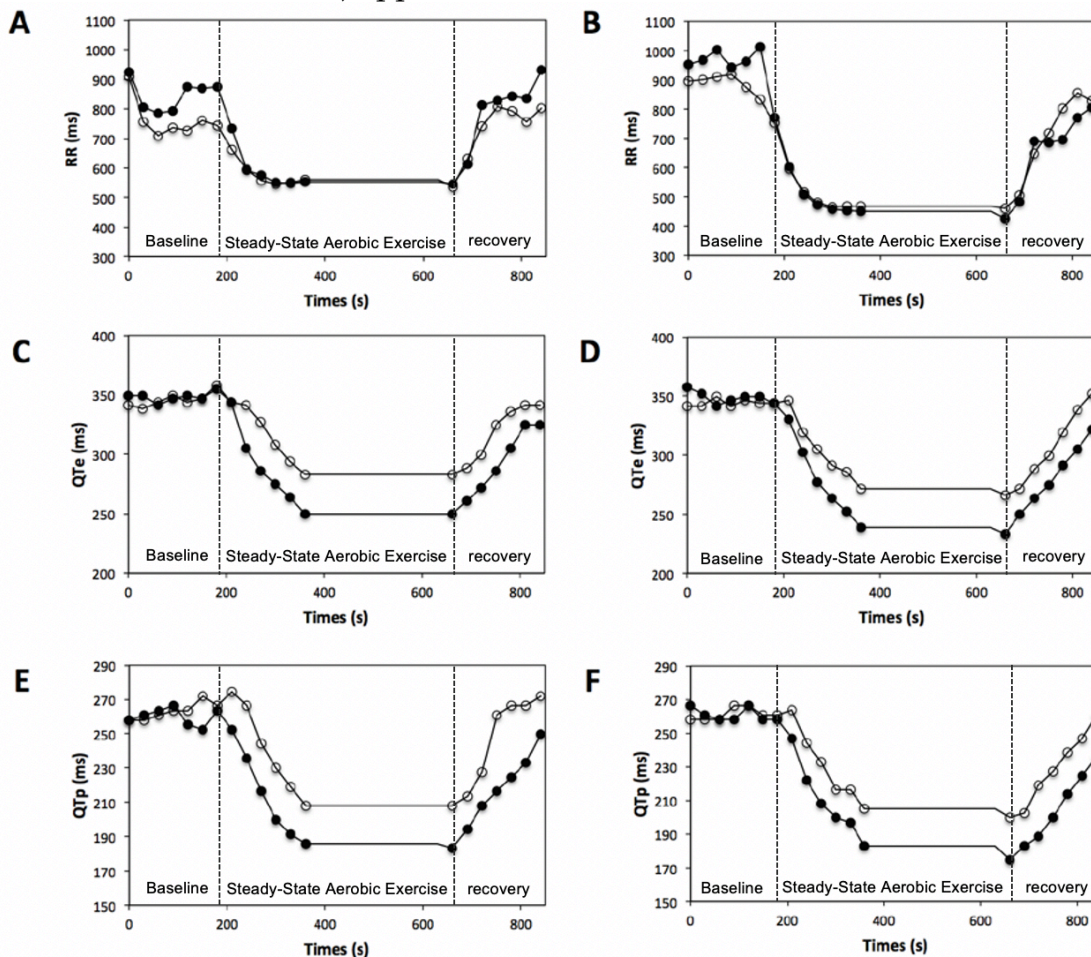 A
1100
1000
900
800
700
600
500
400
300
RR (ms)
Baseline
Steady-State Aerobic Exercise
recovery
0 200 400 600 800
Times (s)
B
1100
1000
900
800
700
600
500
400
300
RR (ms)
Baseline
Steady-State Aerobic Exercise
recovery
0 200 400 600 800
Times (s)
C
400
350
300
250
200
QTe (ms)
Baseline
Steady-State Aerobic Exercise
recovery
0 200 400 600 800
Times (s)
D
400
350
300
250
200
QTe (ms)
Baseline
Steady-State Aerobic Exercise
recovery
0 200 400 600 800
Times (s)
E
290
270
250
230
210
190
170
150
QTp (ms)
Baseline
Steady-State Aerobic Exercise
recovery
0 200 400 600 800
Times (s)
F
290
270
250
230
210
190
170
150
QTp (ms)
Baseline
Steady-State Aerobic Exercise
recovery
0 200 400 600 800
Times (s)